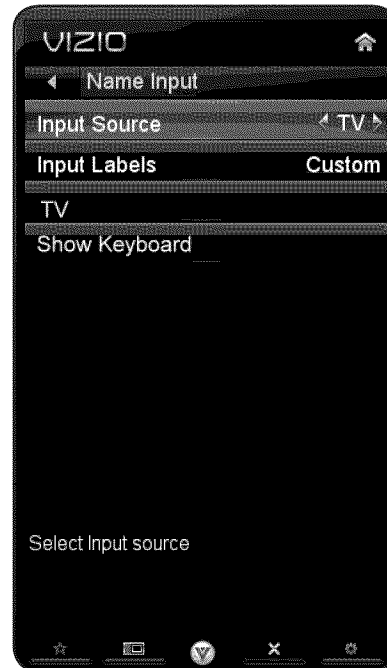 VIZIO
Name Input
Input Source TV
Input Labels Custom
TV
Show Keyboard
Select Input source
V